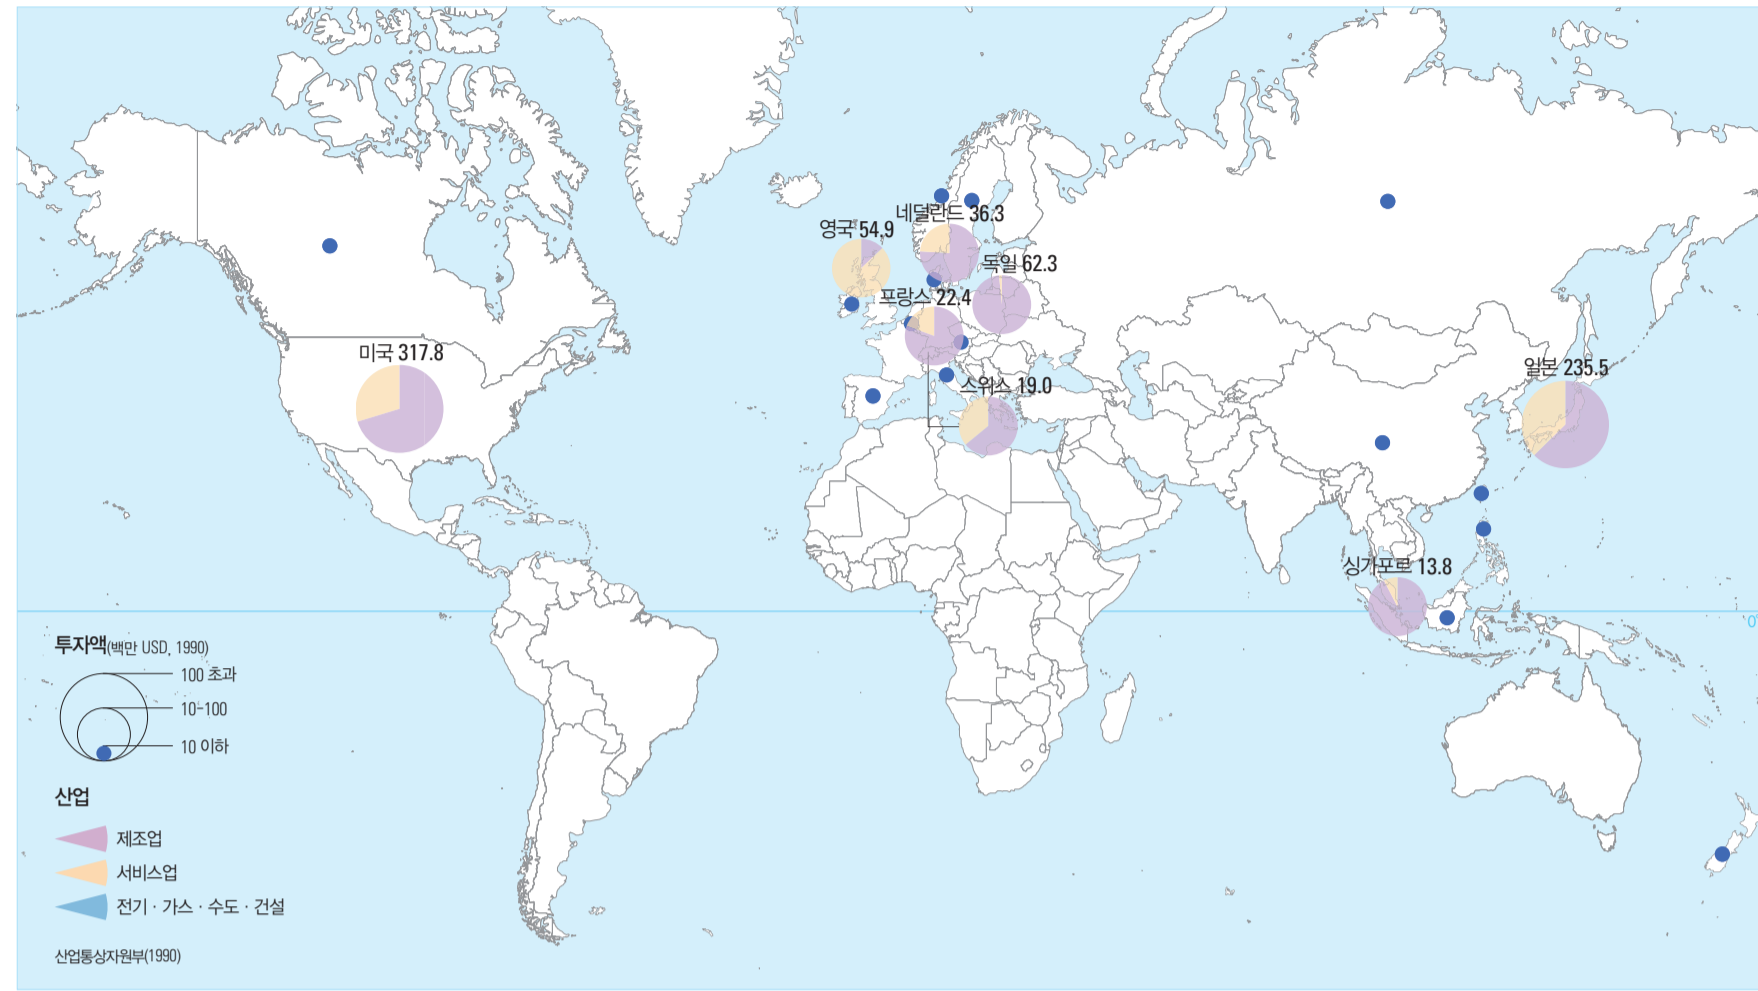 네덜란드 36.3
영국 54.9
독일 62.3
프랑스 22.4
미국 317.8
일본 235.5
스위스 19.0
싱가포르 13.8
0°
투자액(백만 USD, 1990)
100 초과
10-100
10 이하
산업
제조업
서비스업
전기 · 가스 · 수도 · 건설
산업통상자원부(1990)